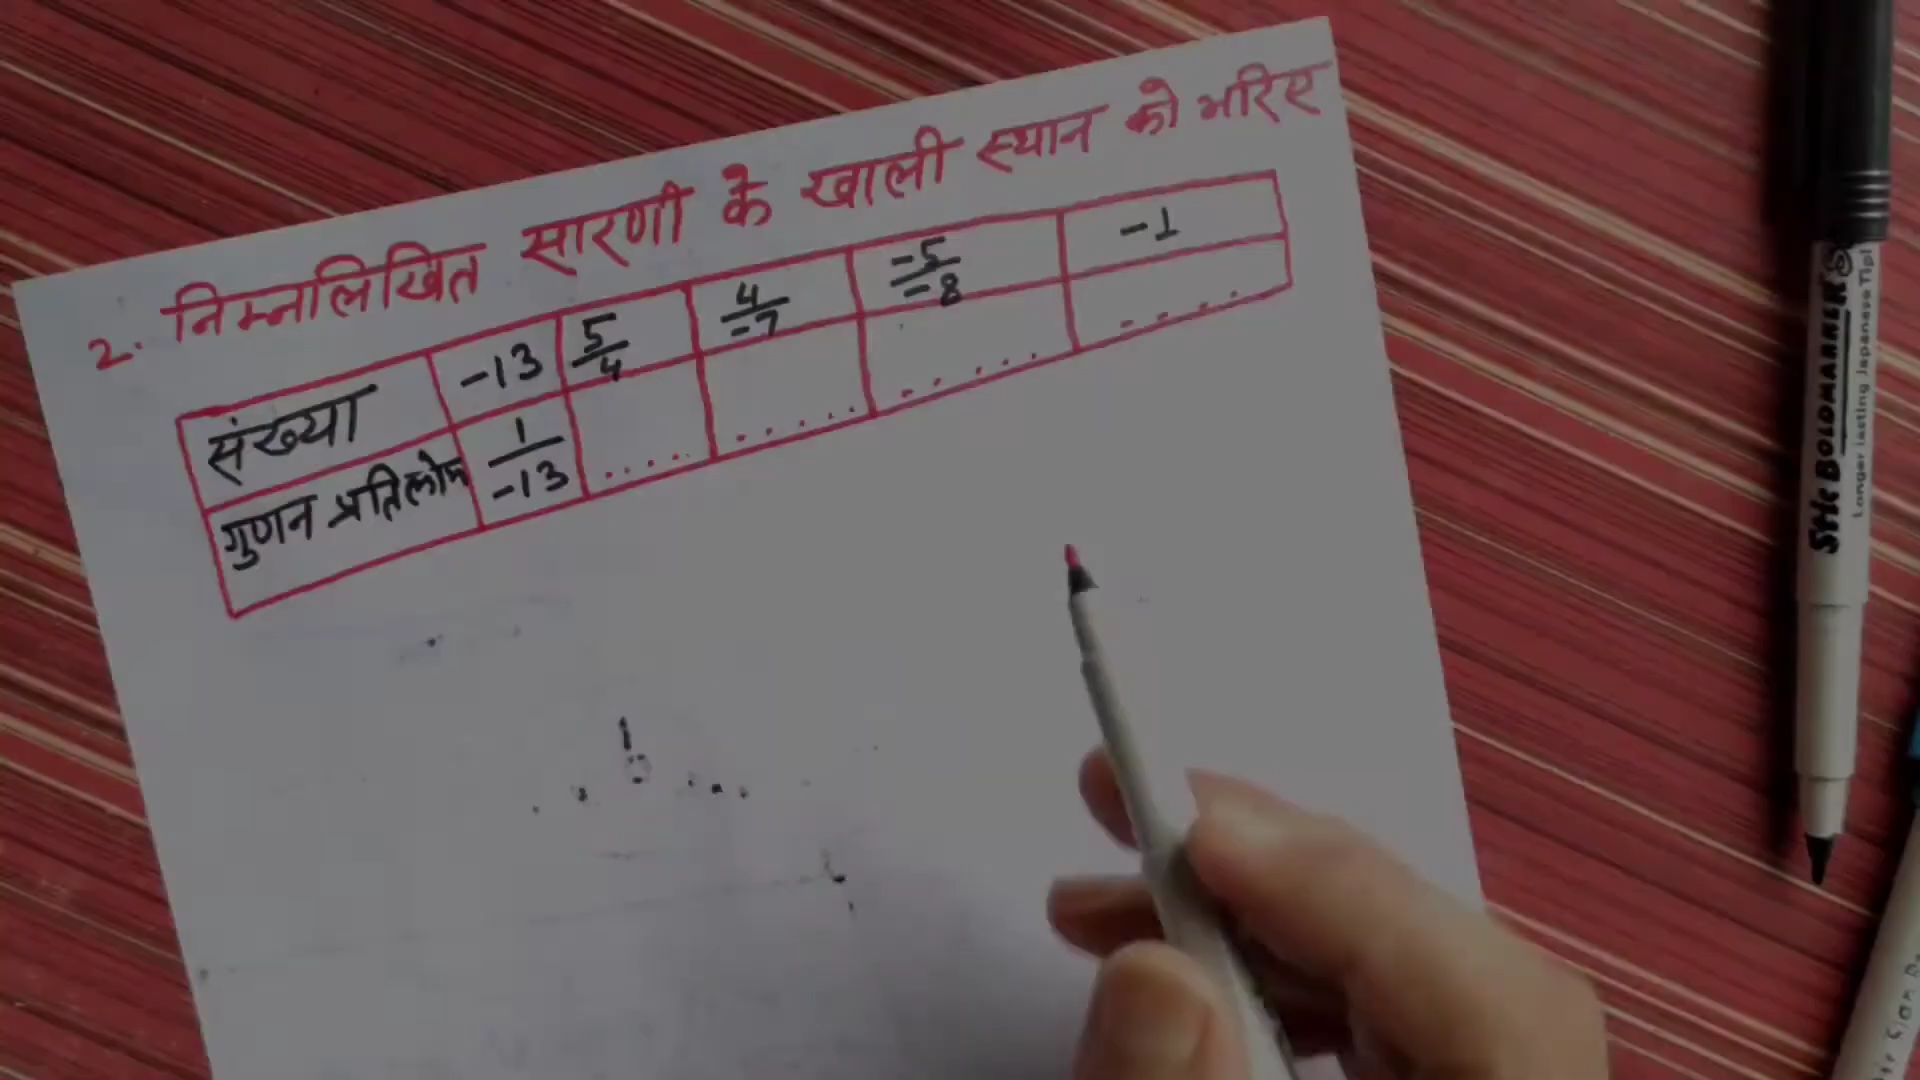 2. निम्नलिखित सारणी के खाली स्थान को भरिए
संख्या -13 5/4 4/-7 -5/-8 -1
गुणन प्रतिलोम 1/-13 ..... ..... ..... ....
Stic BOLDMARKER
Longer lasting Japanese Tip!